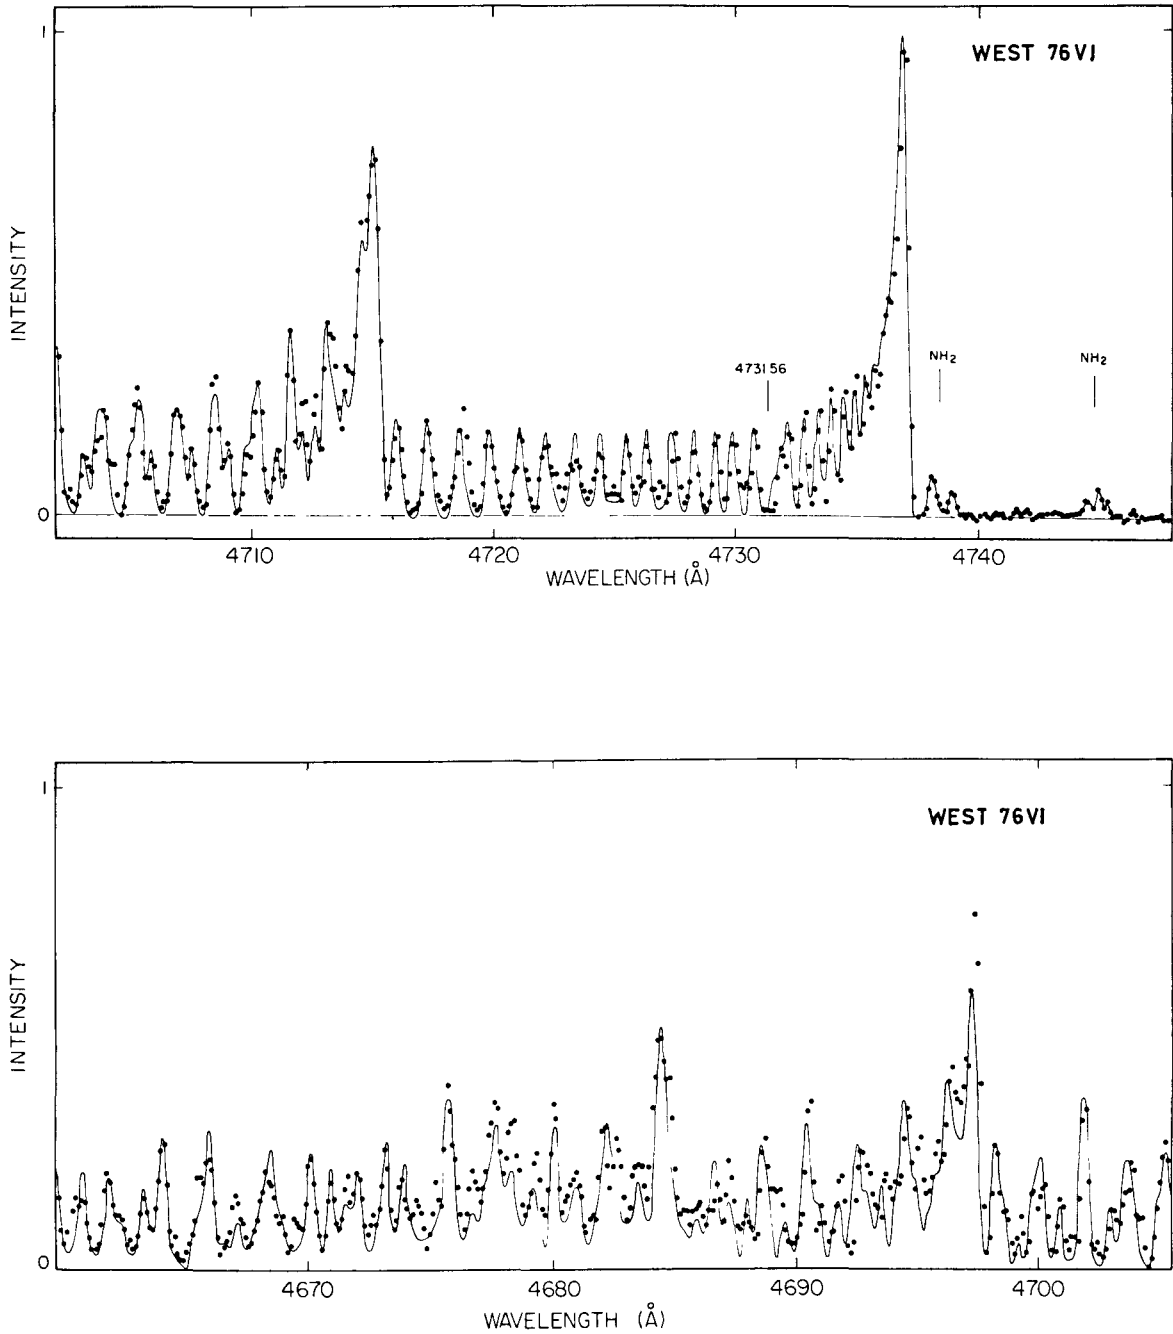 1
WEST 76VI
INTENSITY
473156
NH2
NH2
0
4710 4720 4730 4740
WAVELENGTH (Å)
1
WEST 76VI
INTENSITY
0
4670 4680 4690 4700
WAVELENGTH (Å)